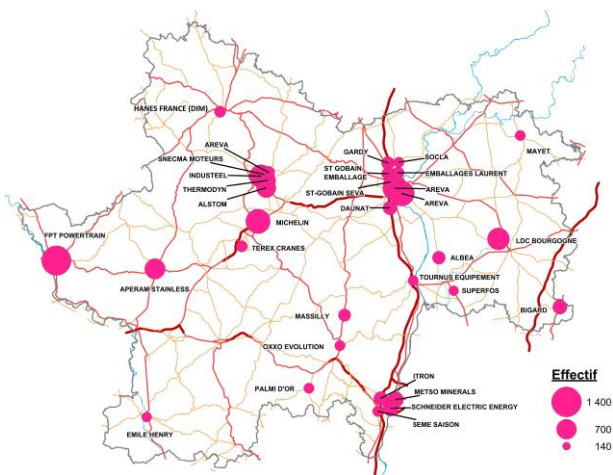 HANES FRANCE (DIM)
AREVA
SNECMA MOTEURS
INDUSTEEL
THERMODYN
ALSTOM
GARDY
SOCLA
ST GOBAIN
EMBALLAGE
EMBALLAGES LAURENT
ST-GOBAIN SEVA
AREVA
AREVA
DAUNAT
MAYET
FPT POWERTRAIN
MICHELIN
TEREX CRANES
APERAM STAINLESS
LDC BOURGOGNE
ALBEA
TOURNUS EQUIPEMENT
SUPERFOS
BIGARD
MASSILLY
OXXO EVOLUTION
PALMI D'OR
ITRON
METSO MINERALS
SCHNEIDER ELECTRIC ENERGY
5EME SAISON
EMILE HENRY
Effectif
1 400
700
140